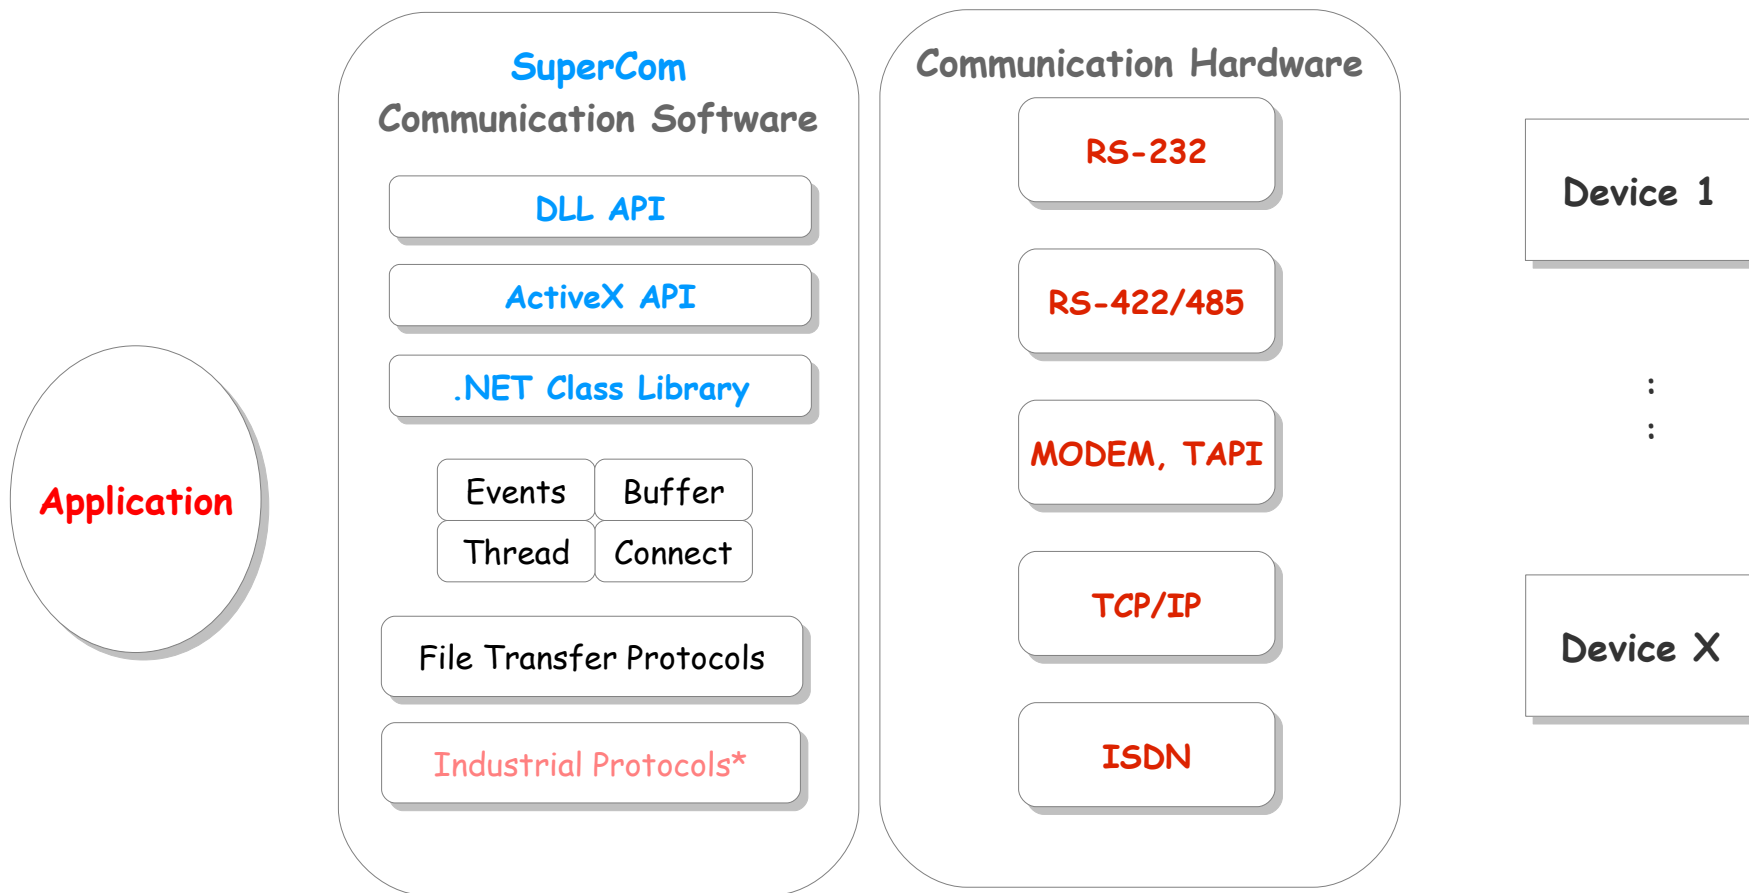 Application
SuperCom
Communication Software
DLL API
ActiveX API
.NET Class Library
Events Buffer
Thread Connect
File Transfer Protocols
Industrial Protocols*
Communication Hardware
RS-232
RS-422/485
MODEM, TAPI
TCP/IP
ISDN
Device 1
:
:
Device X